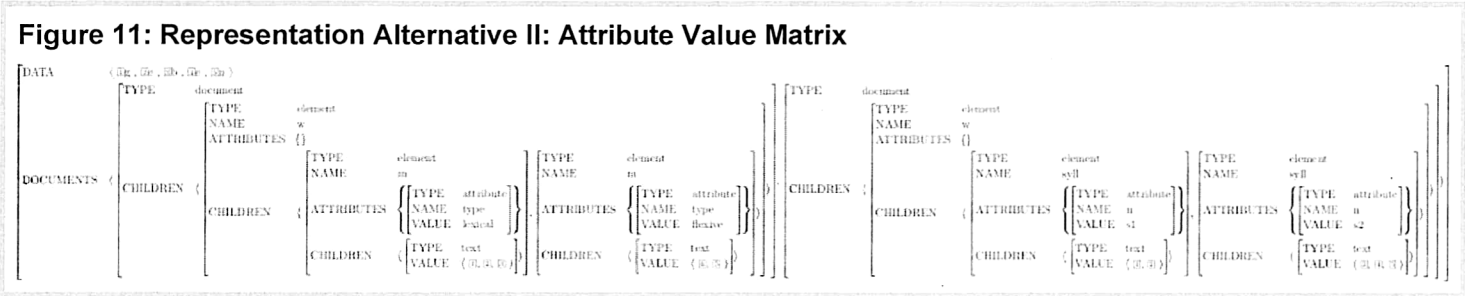 Figure 11: Representation Alternative II: Attribute Value Matrix
DATA
TYPE document TYPE document
TYPE element TYPE element
NAME w NAME w
ATTRIBUTES {} ATTRIBUTES {}
TYPE element TYPE element TYPE element TYPE element
NAME m NAME m NAME syll NAME syll
DOCUMENTS CHILDREN CHILDREN
TYPE attribute TYPE attribute TYPE attribute TYPE attribute
CHILDREN ATTRIBUTES NAME type ATTRIBUTES NAME type CHILDREN ATTRIBUTES NAME n ATTRIBUTES NAME n
VALUE lexical VALUE flexive VALUE s1 VALUE s2
TYPE text TYPE text TYPE text TYPE text
CHILDREN VALUE CHILDREN VALUE CHILDREN VALUE CHILDREN VALUE